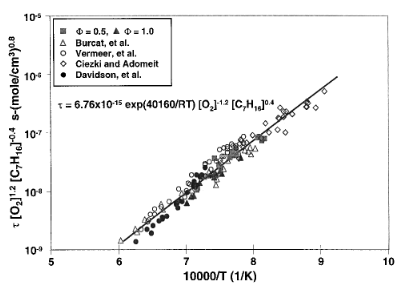 10⁻⁵
■ Φ = 0.5, ▲ Φ = 1.0
△ Burcat, et al.
○ Vermeer, et al.
◇ Ciezki and Adomeit
● Davidson, et al.
10⁻⁶
τ = 6.76x10⁻¹⁵ exp(40160/RT) [O₂]⁻¹·² [C₇H₁₆]⁰·⁴
10⁻⁷
10⁻⁸
10⁻⁹
τ [O₂]¹·² [C₇H₁₆]⁻⁰·⁴ s-(mole/cm³)⁰·⁸
5 6 7 8 9 10
10000/T (1/K)